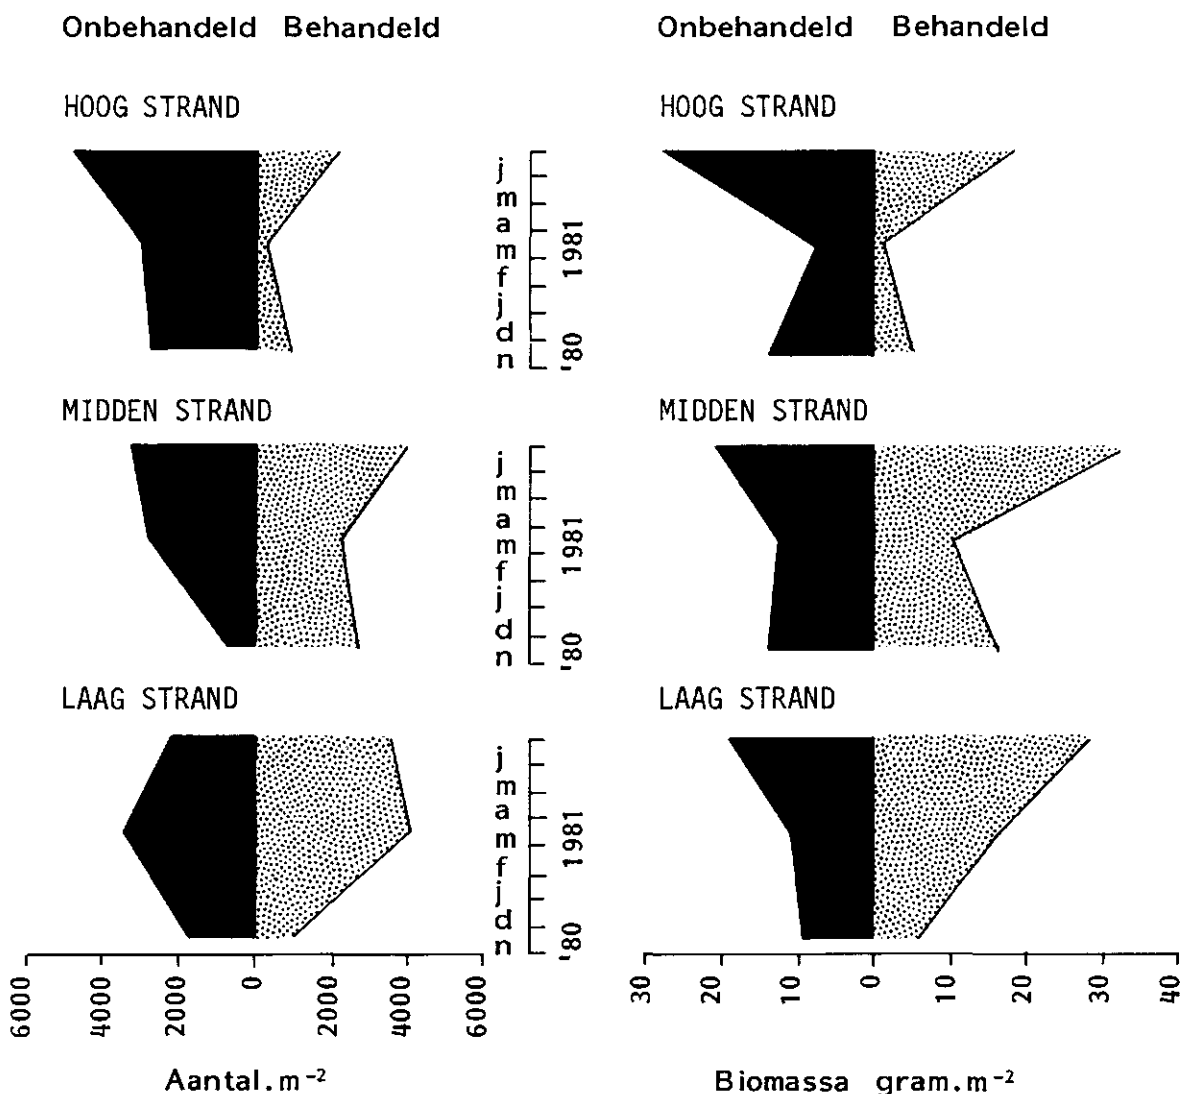 Onbehandeld Behandeld
Onbehandeld Behandeld
HOOG STRAND
HOOG STRAND
j
m
a
m
f
j
d
n
1981
'80
MIDDEN STRAND
MIDDEN STRAND
j
m
a
m
f
j
d
n
1981
'80
LAAG STRAND
LAAG STRAND
j
m
a
m
f
j
d
n
1981
'80
6000 4000 2000 0 2000 4000 6000
30 20 10 0 10 20 30 40
Aantal.m⁻²
Biomassa gram.m⁻²